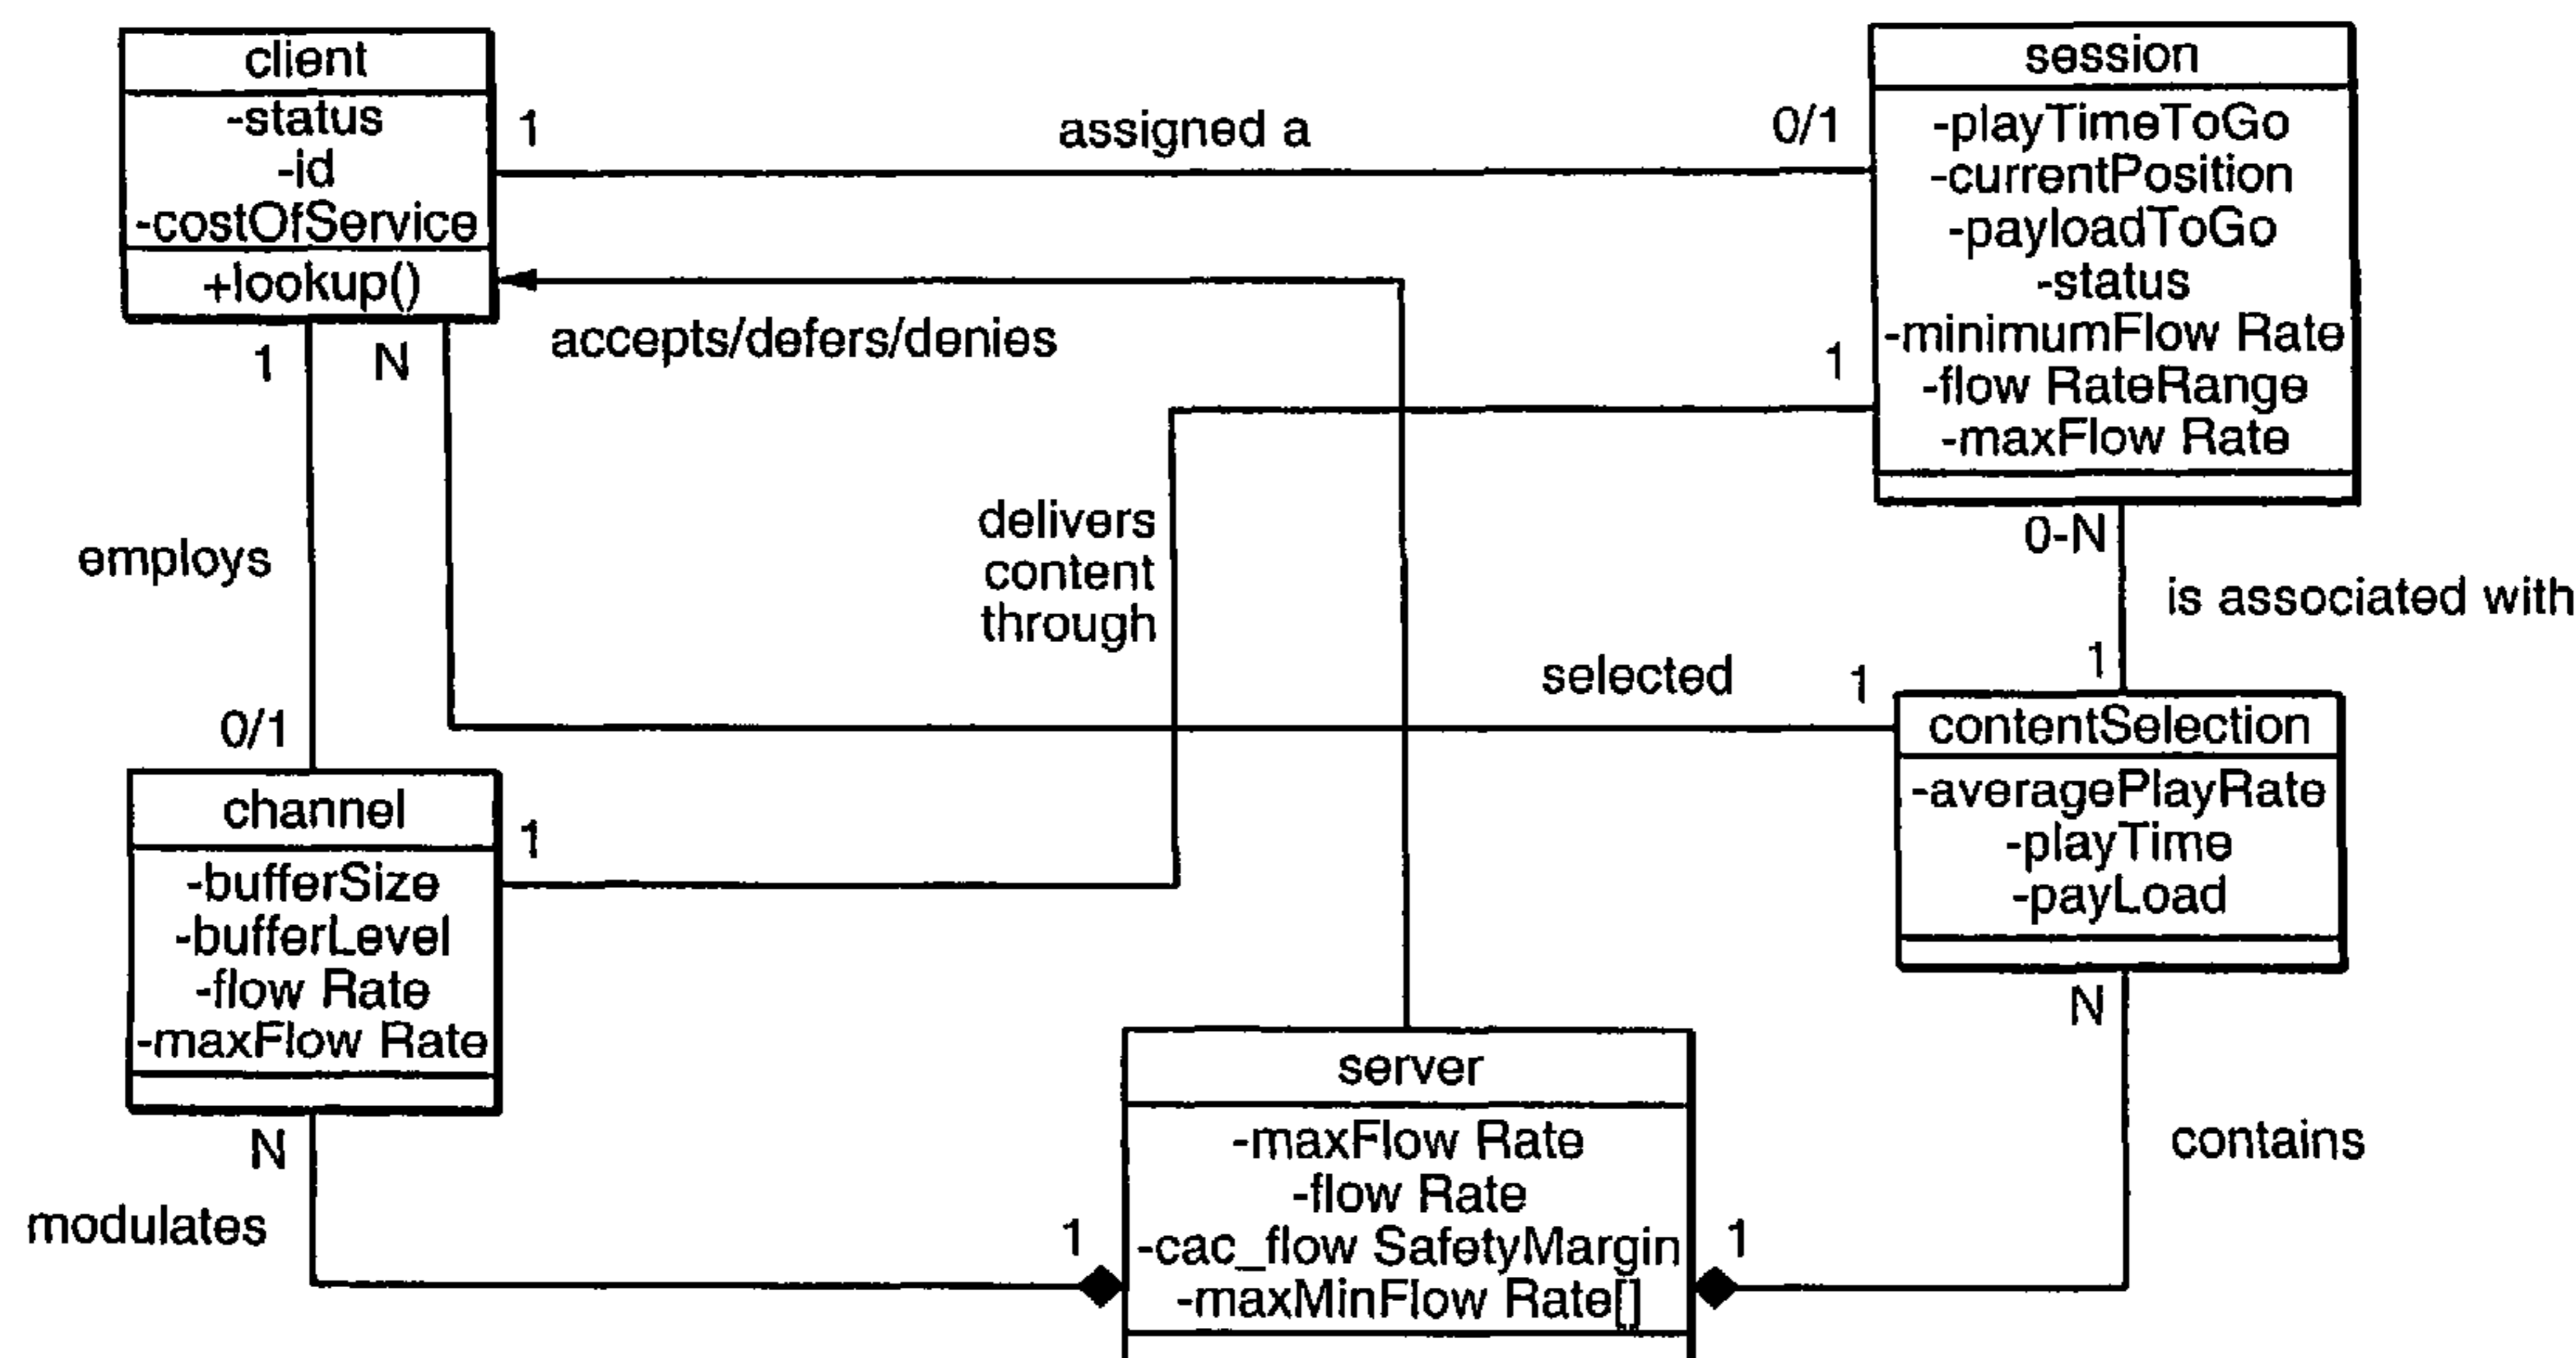 client
-status
-id
-costOfService
+lookup()
1
assigned a
0/1
session
-playTimeToGo
-currentPosition
-payloadToGo
-status
-minimumFlow Rate
-flow RateRange
-maxFlow Rate
1
N
accepts/defers/denies
1
employs
delivers
content
through
0-N
is associated with
1
0/1
selected
1
contentSelection
-averagePlayRate
-playTime
-payLoad
channel
-bufferSize
-bufferLevel
-flow Rate
-maxFlow Rate
1
N
modulates
1
server
-maxFlow Rate
-flow Rate
-cac_flow SafetyMargin
-maxMinFlow Rate[]
1
N
contains